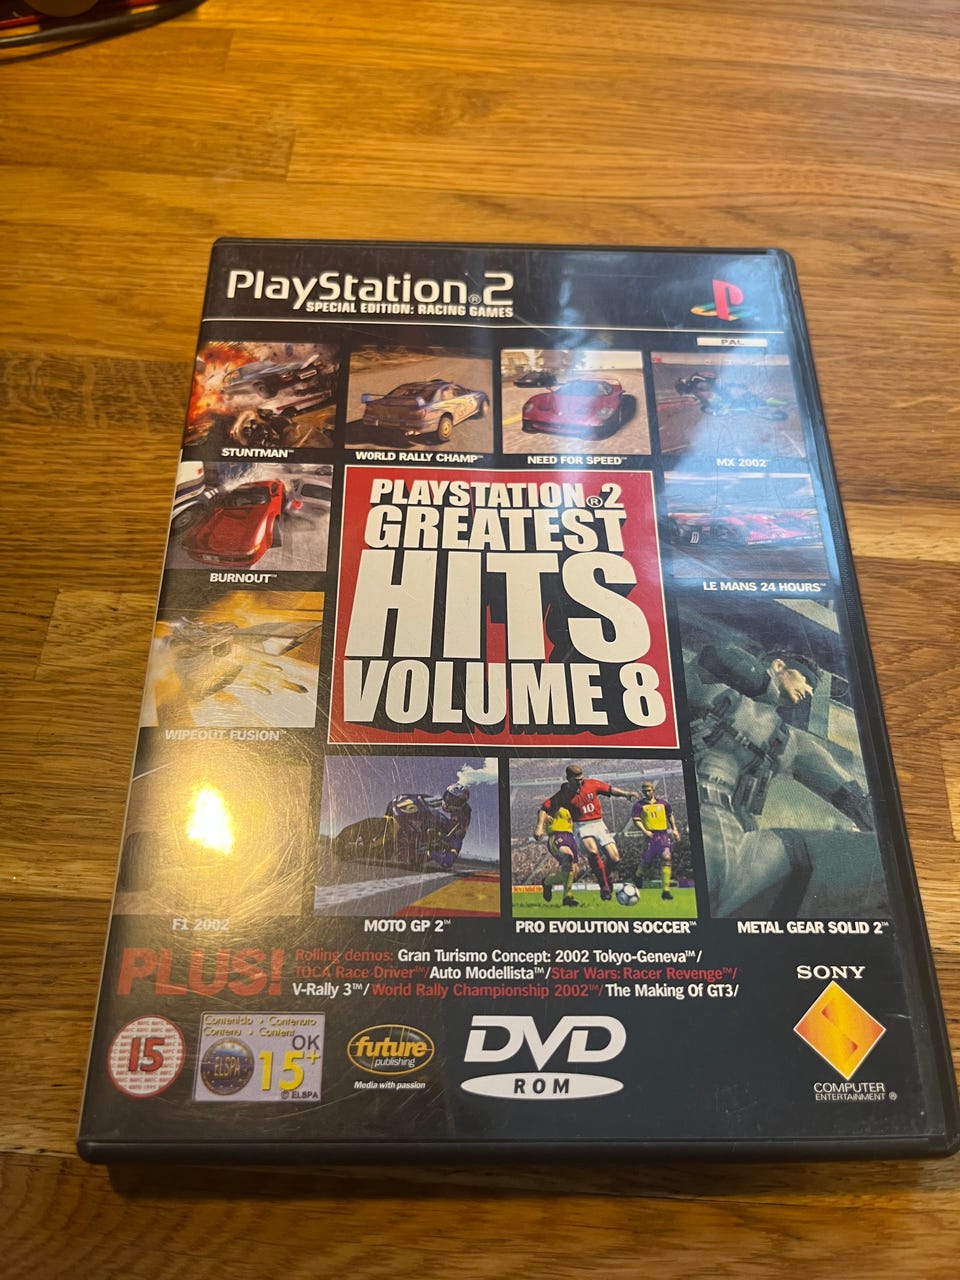 PlayStation®2
SPECIAL EDITION: RACING GAMES
PAL
STUNTMAN™
WORLD RALLY CHAMP™
NEED FOR SPEED™
MX 2002™
PLAYSTATION®2
GREATEST
HITS
VOLUME 8
BURNOUT™
LE MANS 24 HOURS™
WIPEOUT FUSION™
F1 2002
MOTO GP 2™
PRO EVOLUTION SOCCER™
METAL GEAR SOLID 2™
PLUS!
Rolling demos: Gran Turismo Concept: 2002 Tokyo-Geneva™/
TOCA Race Driver™/Auto Modellista™/Star Wars: Racer Revenge™/
V-Rally 3™/World Rally Championship 2002™/The Making Of GT3/
15
Contenido • Contenuto
Contenu • Content
ELSPA
OK
15+
© ELSPA
future
publishing
Media with passion
DVD
ROM
SONY
COMPUTER
ENTERTAINMENT®